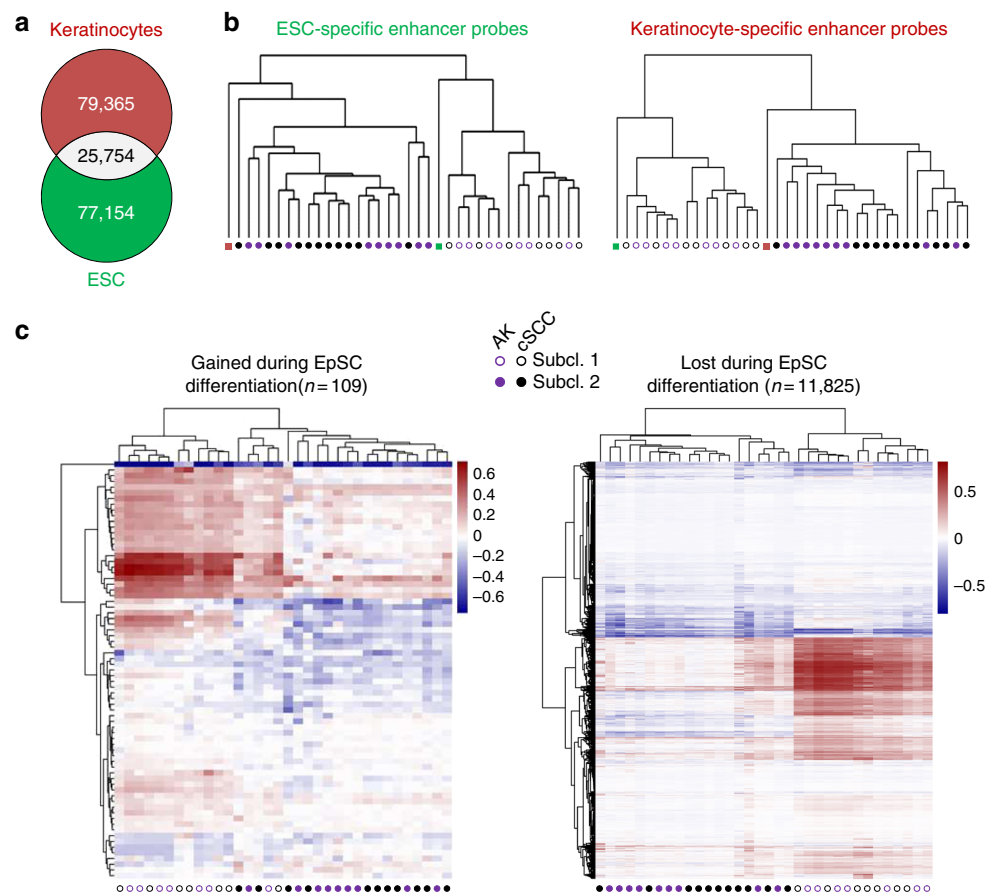 a
Keratinocytes
79,365
25,754
77,154
ESC
b
ESC-specific enhancer probes
Keratinocyte-specific enhancer probes
c
AK
cSCC
Subcl. 1
Subcl. 2
Gained during EpSC
differentiation(n=109)
0.6
0.4
0.2
0
−0.2
−0.4
−0.6
Lost during EpSC
differentiation (n=11,825)
0.5
0
−0.5